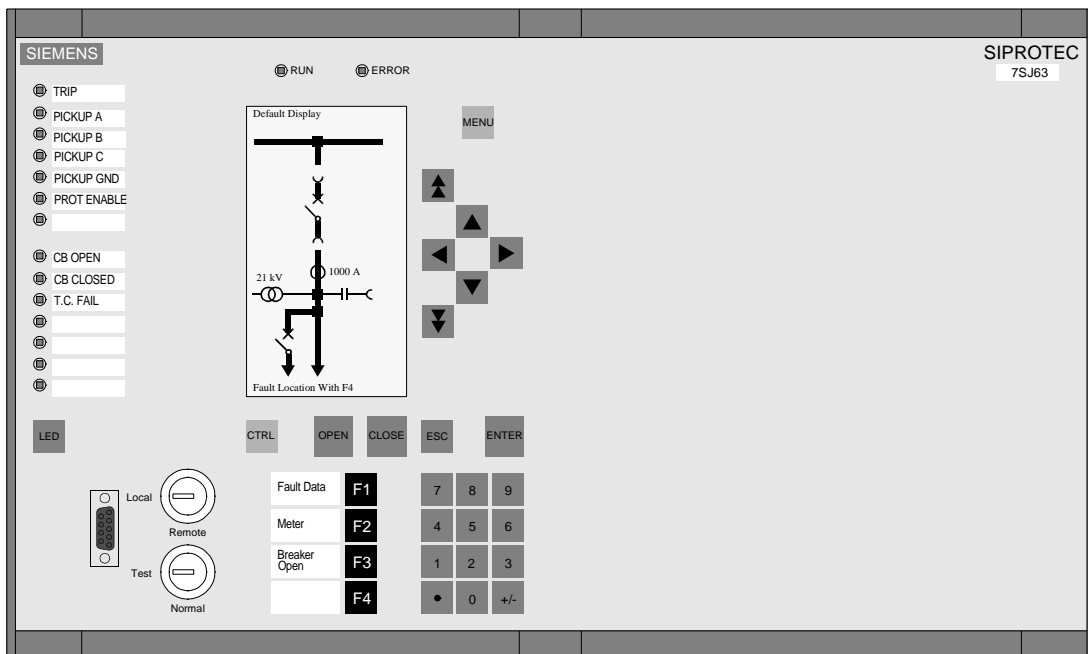 SIEMENS
SIPROTEC
7SJ63
RUN
ERROR
TRIP
PICKUP A
PICKUP B
PICKUP C
PICKUP GND
PROT ENABLE
CB OPEN
CB CLOSED
T.C. FAIL
Default Display
21 kV
1000 A
Fault Location With F4
MENU
LED
CTRL
OPEN
CLOSE
ESC
ENTER
Local
Remote
Test
Normal
Fault Data
F1
Meter
F2
Breaker
Open
F3
F4
7 8 9
4 5 6
1 2 3
• 0 +/-